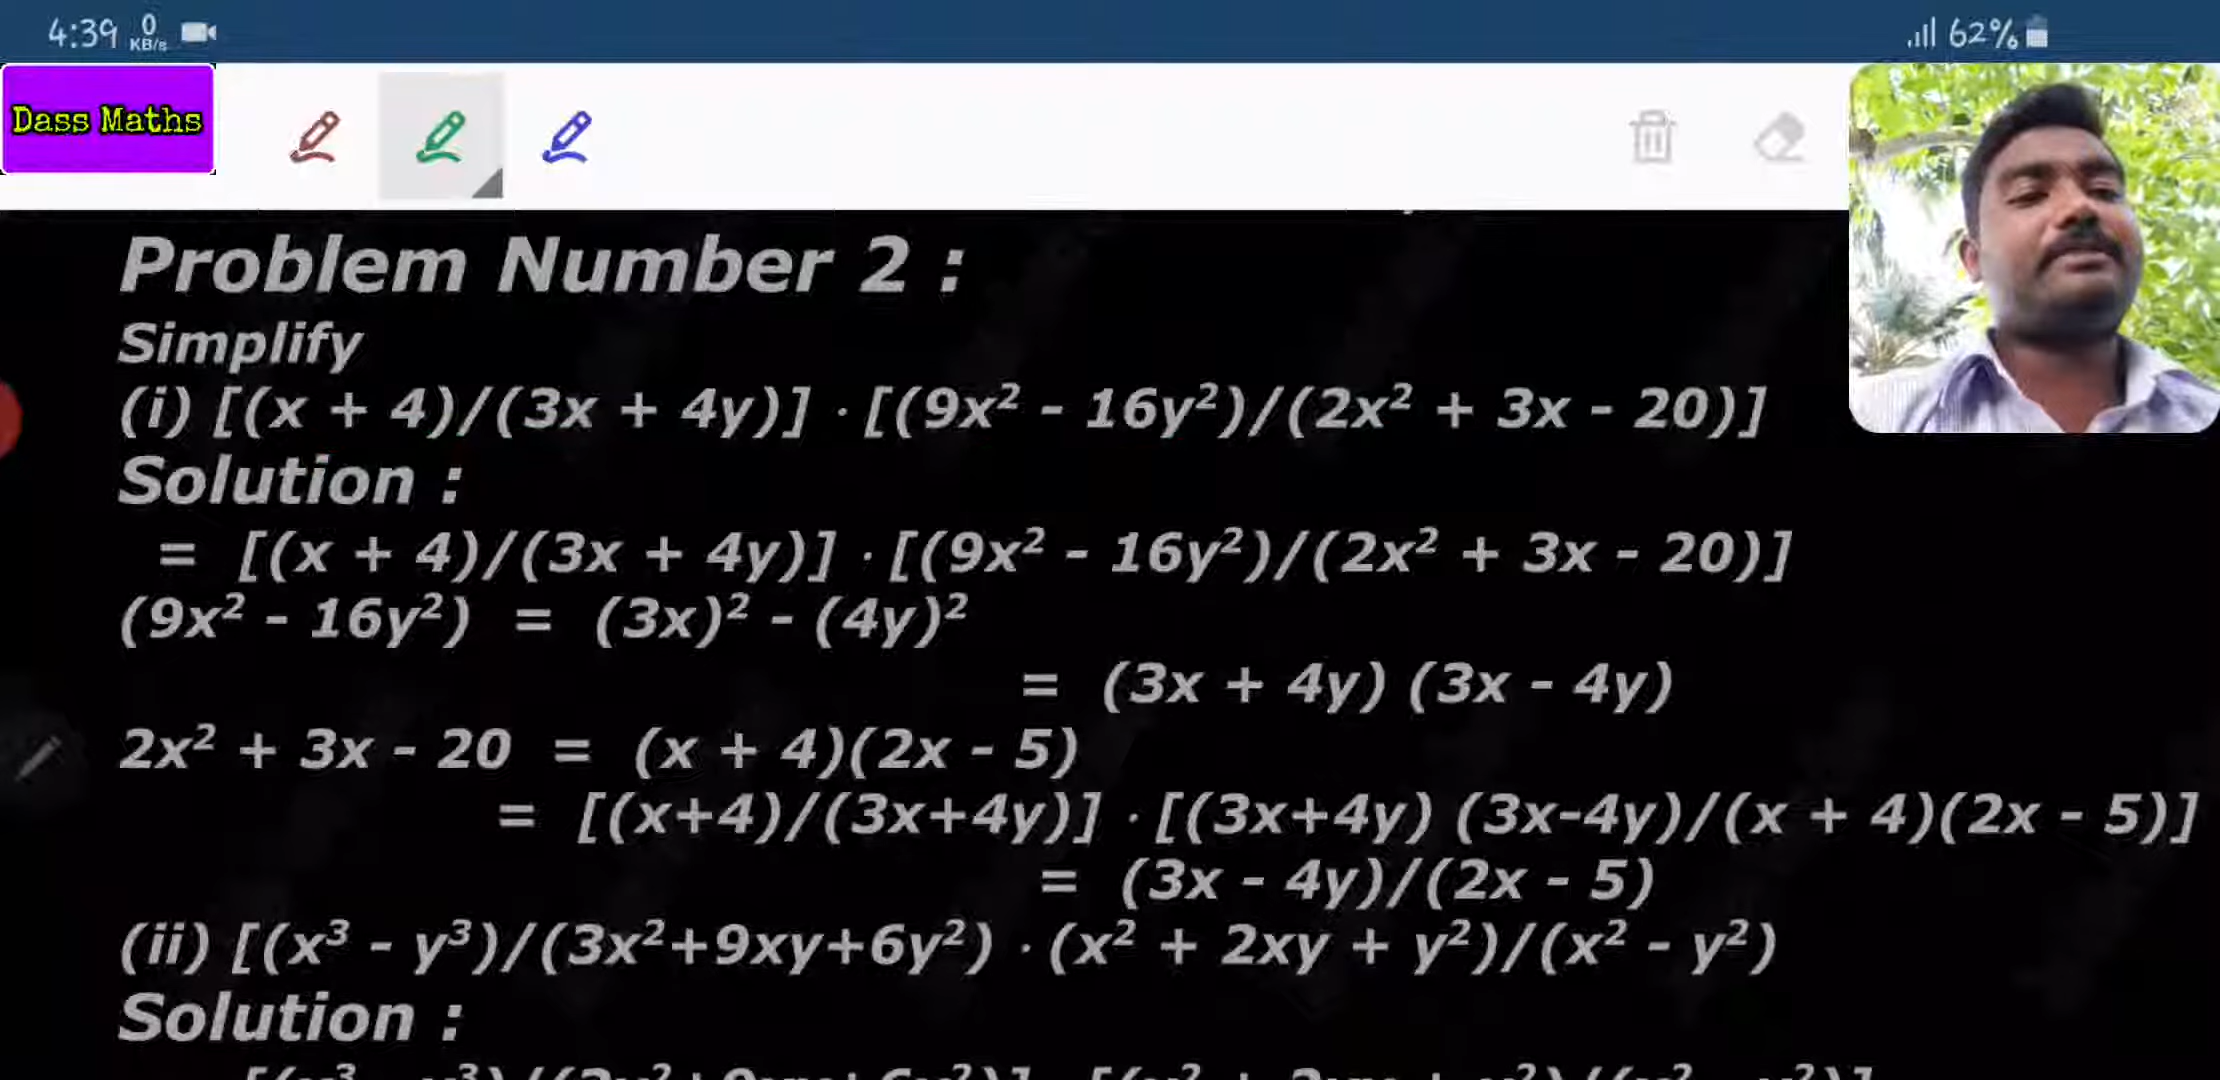 4:39 0 KB/s 62%
Dass Maths
Problem Number 2 :
Simplify
(i) [(x + 4)/(3x + 4y)] · [(9x² - 16y²)/(2x² + 3x - 20)]
Solution :
= [(x + 4)/(3x + 4y)] · [(9x² - 16y²)/(2x² + 3x - 20)]
(9x² - 16y²) = (3x)² - (4y)²
= (3x + 4y) (3x - 4y)
2x² + 3x - 20 = (x + 4)(2x - 5)
= [(x+4)/(3x+4y)] · [(3x+4y) (3x-4y)/(x + 4)(2x - 5)]
= (3x - 4y)/(2x - 5)
(ii) [(x³ - y³)/(3x²+9xy+6y²) · (x² + 2xy + y²)/(x² - y²)
Solution :